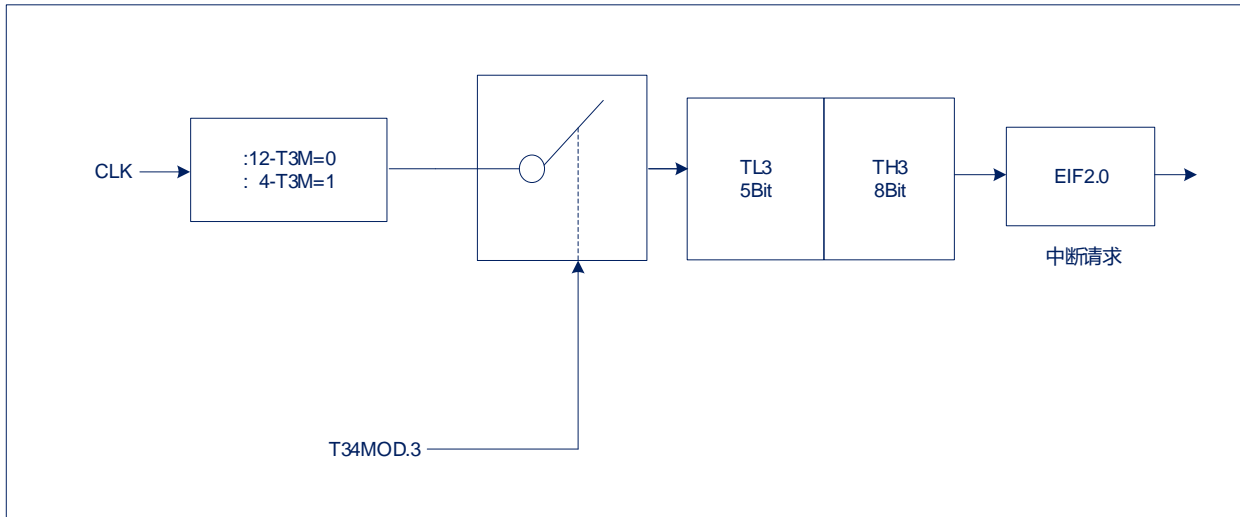 CLK
:12-T3M=0
: 4-T3M=1
TL3
5Bit
TH3
8Bit
EIF2.0
中断请求
T34MOD.3